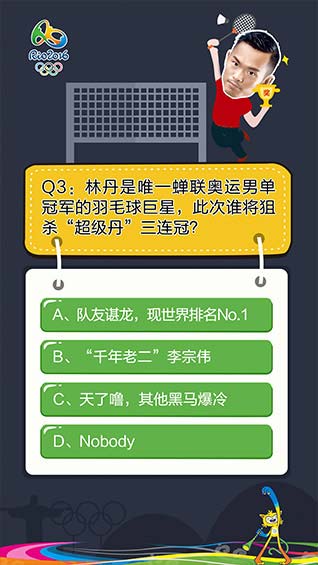 Rio2016
奖
Q3：林丹是唯一蝉联奥运男单
冠军的羽毛球巨星，此次谁将狙
杀“超级丹”三连冠？
A、队友谌龙，现世界排名No.1
B、“千年老二”李宗伟
C、天了噜，其他黑马爆冷
D、Nobody